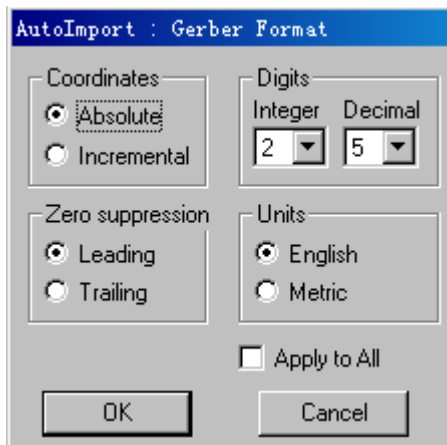 AutoImport : Gerber Format
Coordinates
Absolute
Incremental
Digits
Integer Decimal
2 5
Zero suppression
Leading
Trailing
Units
English
Metric
Apply to All
OK Cancel